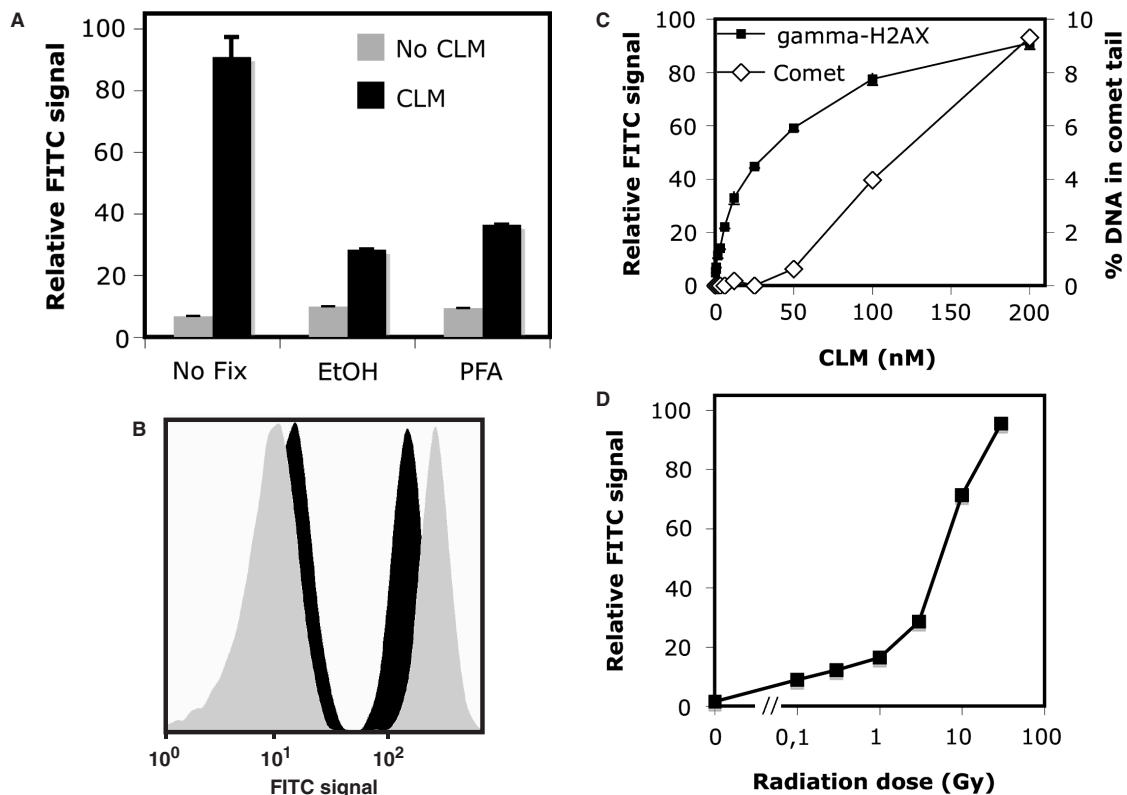 A
Relative FITC signal
100
80
60
40
20
0
No CLM
CLM
No Fix EtOH PFA
B
10⁰ 10¹ 10²
FITC signal
C
Relative FITC signal
100
80
60
40
20
0
gamma-H2AX
Comet
10
8
6
4
2
0
% DNA in comet tail
0 50 100 150 200
CLM (nM)
D
Relative FITC signal
100
80
60
40
20
0
0 // 0,1 1 10 100
Radiation dose (Gy)